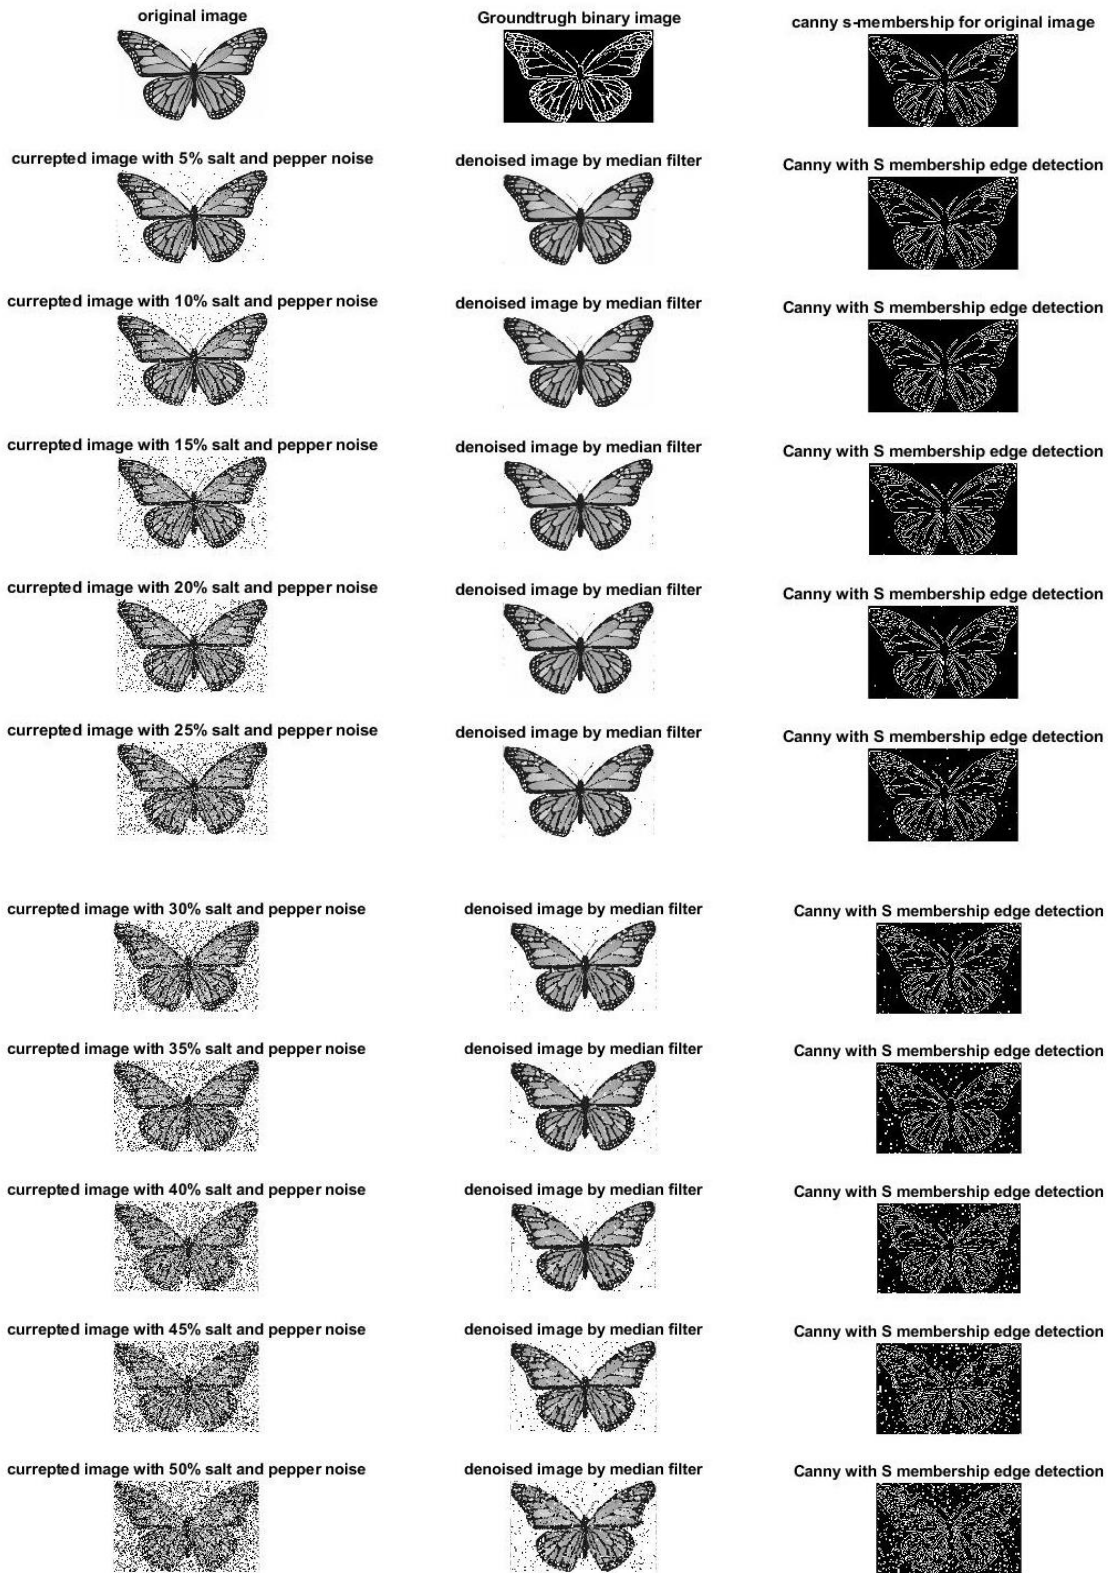 original image
Groundtrugh binary image
canny s-membership for original image
currepted image with 5% salt and pepper noise
denoised image by median filter
Canny with S membership edge detection
currepted image with 10% salt and pepper noise
denoised image by median filter
Canny with S membership edge detection
currepted image with 15% salt and pepper noise
denoised image by median filter
Canny with S membership edge detection
currepted image with 20% salt and pepper noise
denoised image by median filter
Canny with S membership edge detection
currepted image with 25% salt and pepper noise
denoised image by median filter
Canny with S membership edge detection
currepted image with 30% salt and pepper noise
denoised image by median filter
Canny with S membership edge detection
currepted image with 35% salt and pepper noise
denoised image by median filter
Canny with S membership edge detection
currepted image with 40% salt and pepper noise
denoised image by median filter
Canny with S membership edge detection
currepted image with 45% salt and pepper noise
denoised image by median filter
Canny with S membership edge detection
currepted image with 50% salt and pepper noise
denoised image by median filter
Canny with S membership edge detection